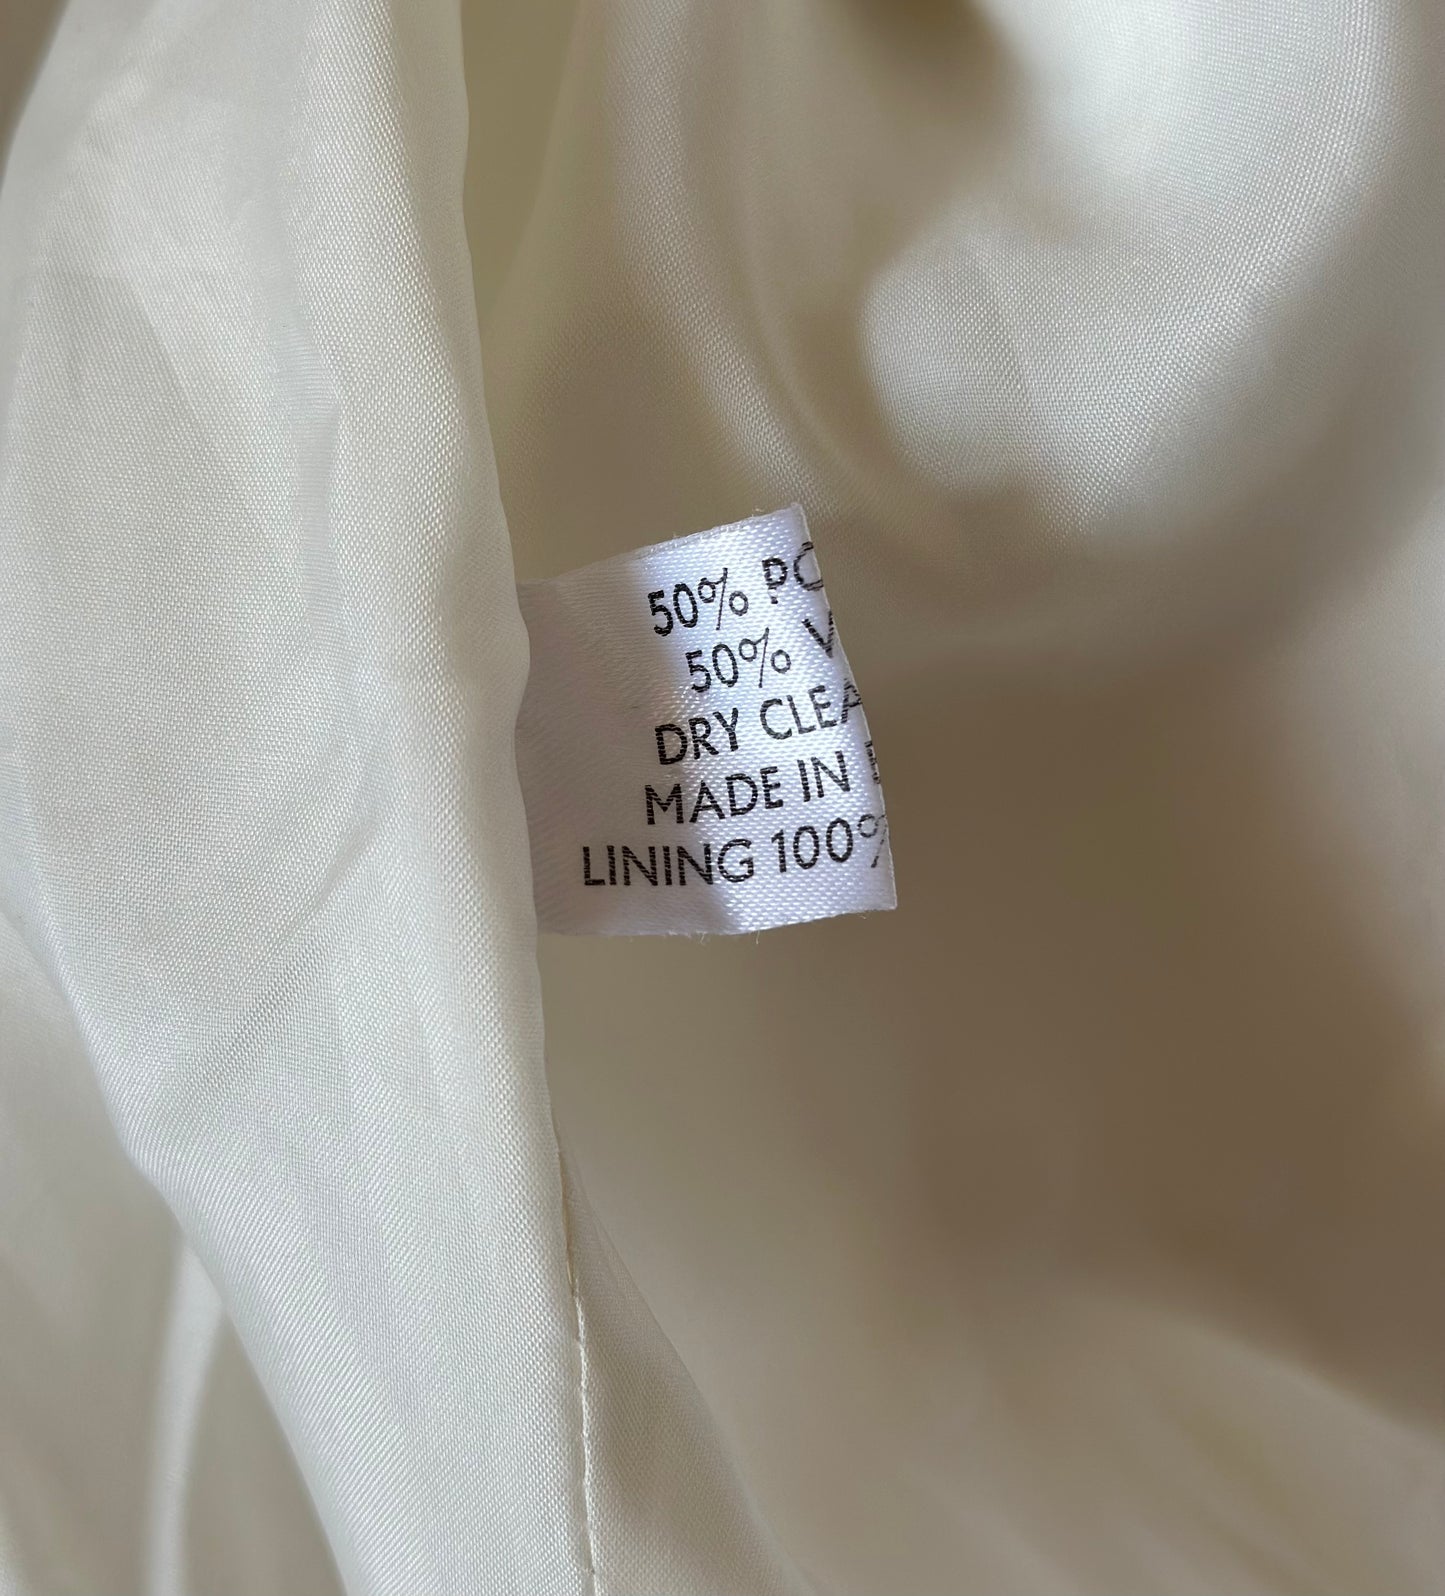 50% PO
50% V
DRY CLEA
MADE IN
LINING 100%